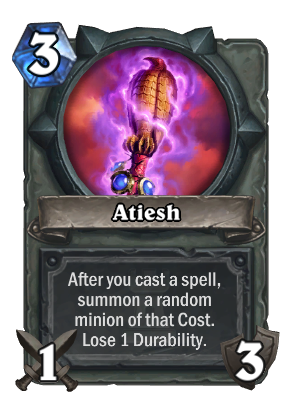 3
Atiesh
After you cast a spell,
summon a random
minion of that Cost.
Lose 1 Durability.
1
3